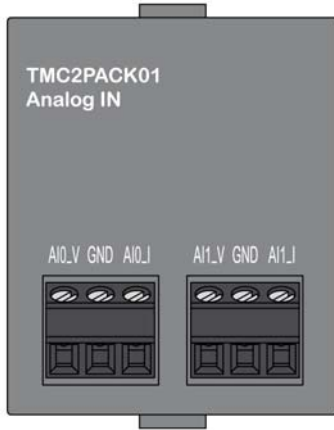 TMC2PACK01
Analog IN
AI0_V GND AI0_I AI1_V GND AI1_I